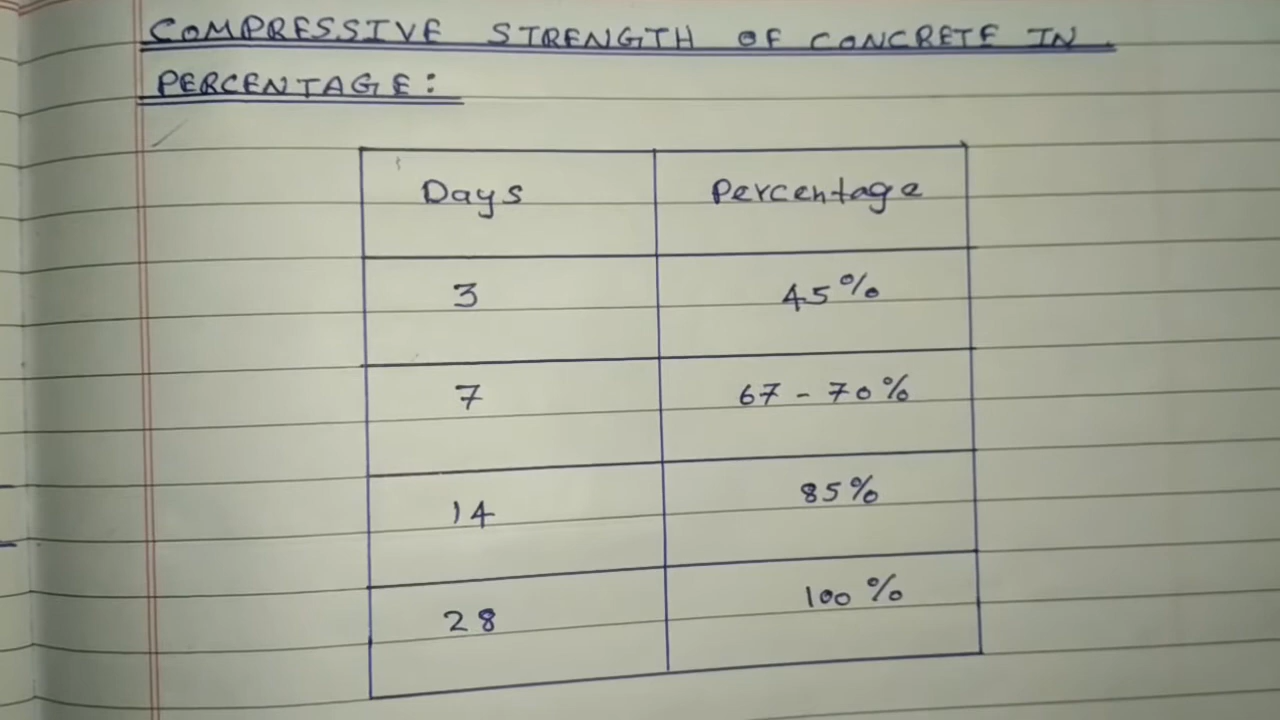 COMPRESSIVE STRENGTH OF CONCRETE IN
PERCENTAGE:
Days Percentage
3 45%
7 67 - 70%
14 85%
28 100%